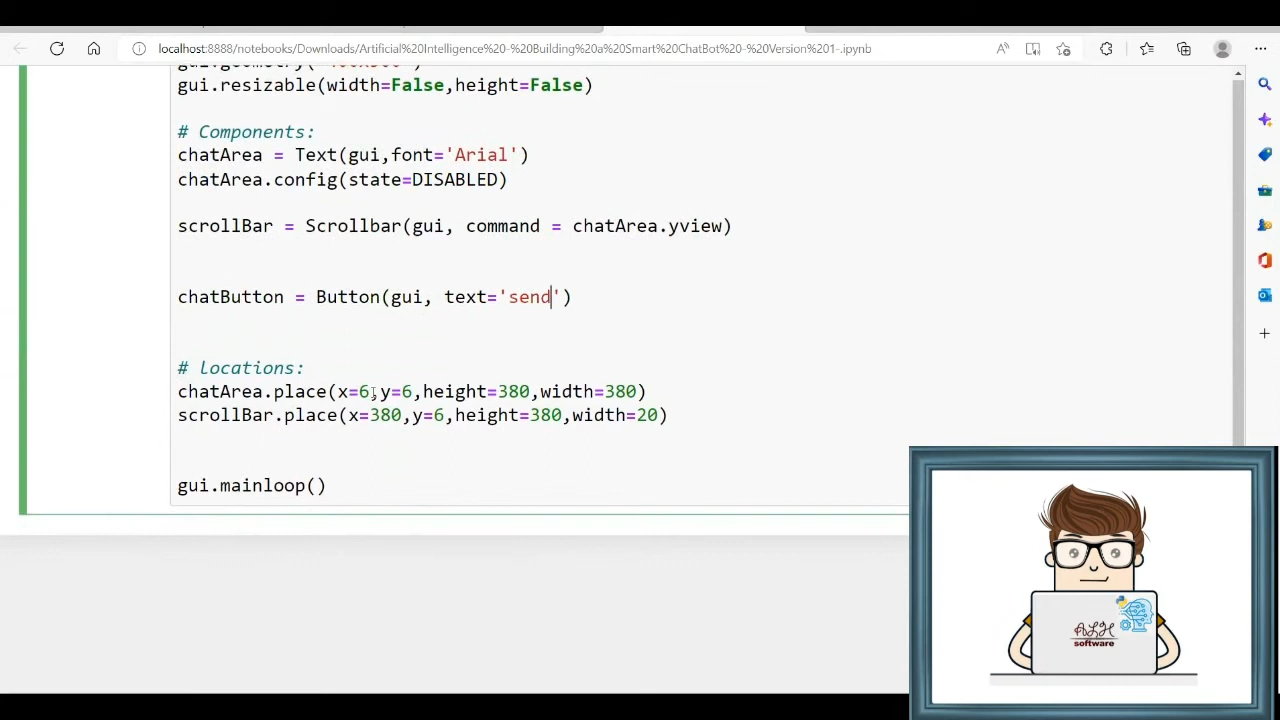 localhost:8888/notebooks/Downloads/Artificial%20Intelligence%20-%20Building%20a%20Smart%20ChatBot%20-%20Version%201-.ipynb
gui.resizable(width=False,height=False)
# Components:
chatArea = Text(gui,font='Arial')
chatArea.config(state=DISABLED)
scrollBar = Scrollbar(gui, command = chatArea.yview)
chatButton = Button(gui, text='send')
# locations:
chatArea.place(x=6,y=6,height=380,width=380)
scrollBar.place(x=380,y=6,height=380,width=20)
gui.mainloop()
software